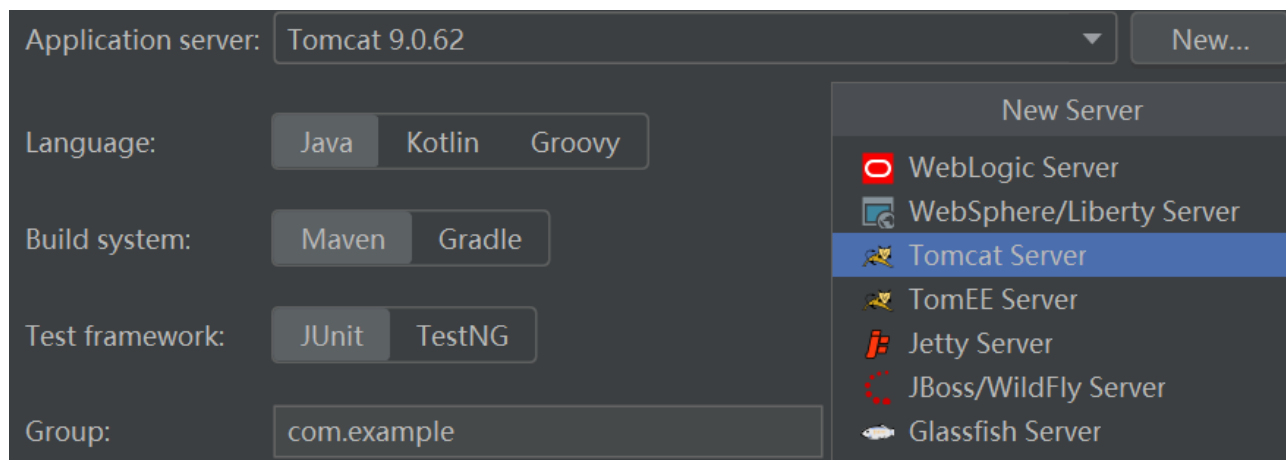 Application server: Tomcat 9.0.62 New...
New Server
Language: Java Kotlin Groovy
WebLogic Server
WebSphere/Liberty Server
Build system: Maven Gradle
Tomcat Server
TomEE Server
Test framework: JUnit TestNG
Jetty Server
JBoss/WildFly Server
Group: com.example
Glassfish Server